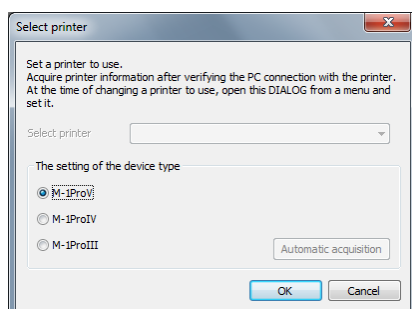 Select printer
Set a printer to use.
Acquire printer information after verifying the PC connection with the printer.
At the time of changing a printer to use, open this DIALOG from a menu and
set it.
Select printer
The setting of the device type
M-1ProV
M-1ProIV
M-1ProIII
Automatic acquisition
OK
Cancel